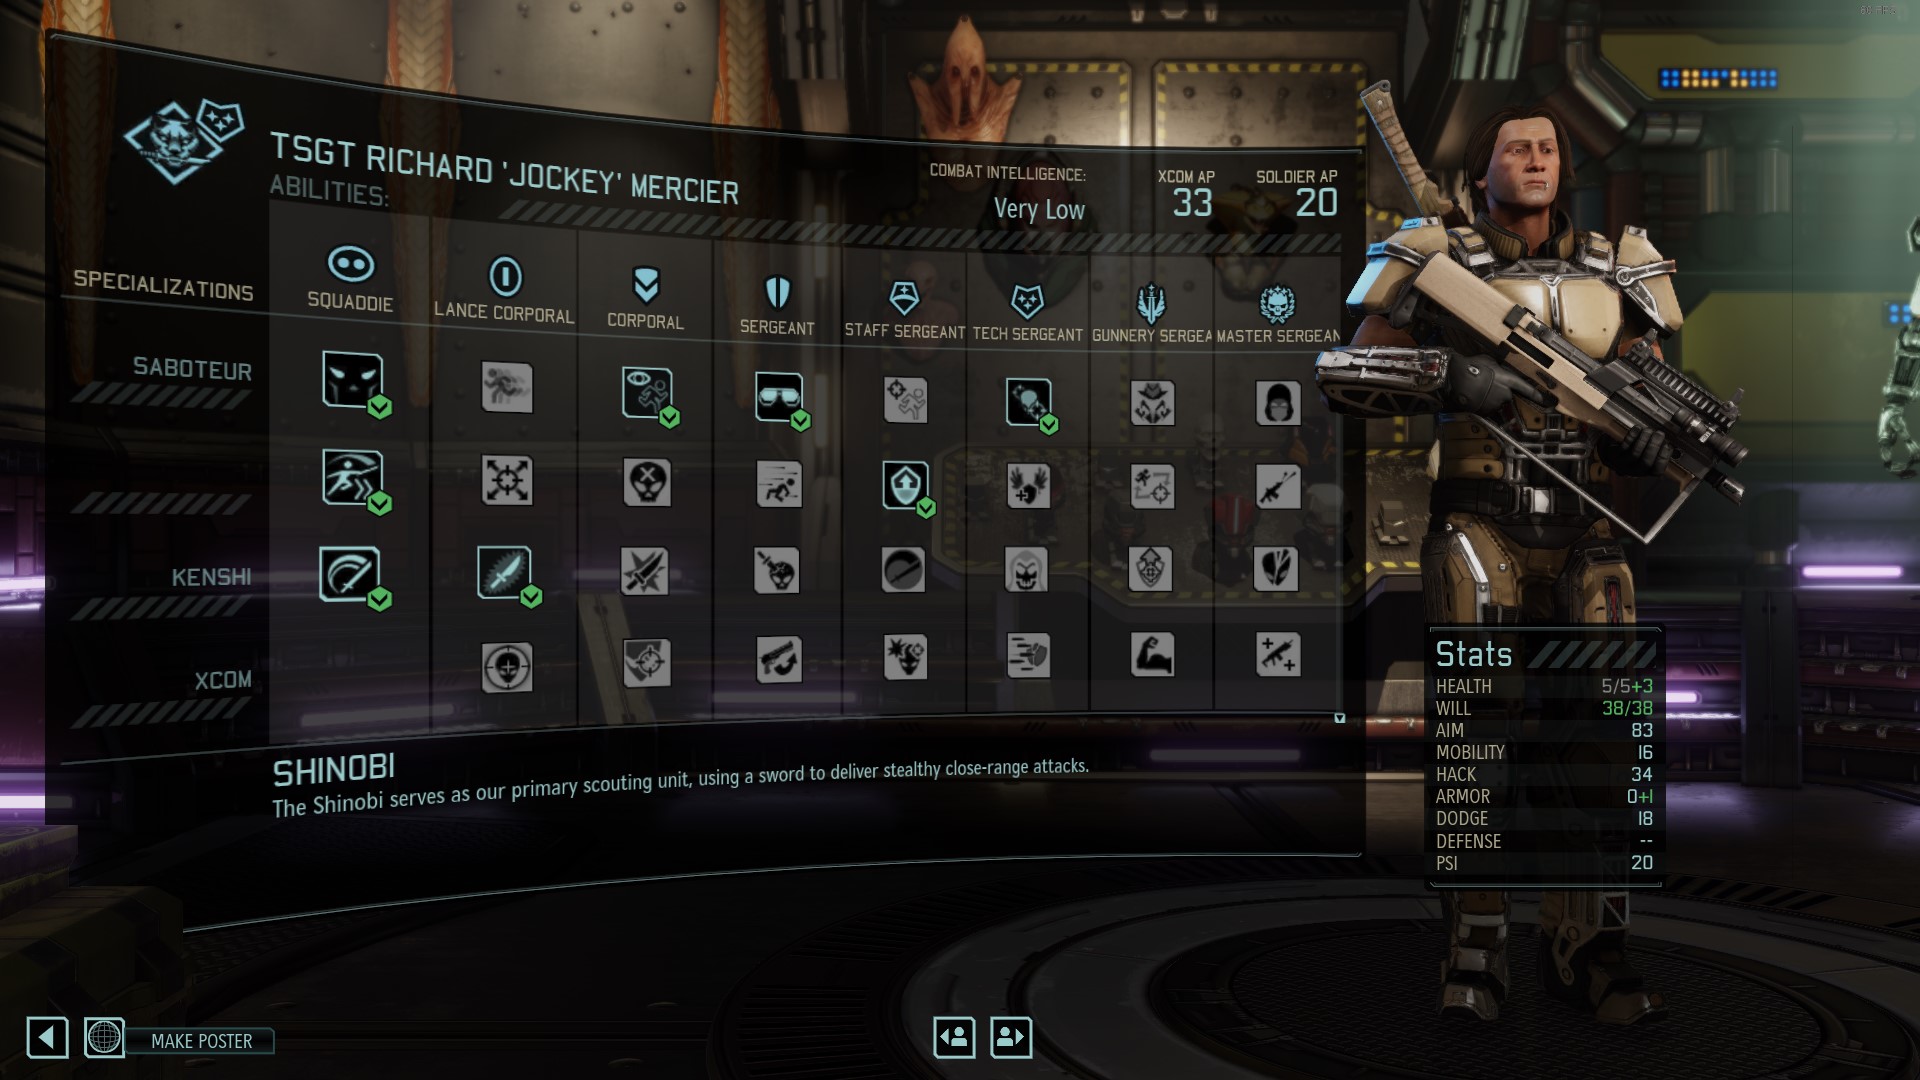 TSGT RICHARD 'JOCKEY' MERCIER
ABILITIES:
COMBAT INTELLIGENCE:
Very Low
XCOM AP
33
SOLDIER AP
20
SPECIALIZATIONS
SQUADDIE
LANCE CORPORAL
CORPORAL
SERGEANT
STAFF SERGEANT
TECH SERGEANT
GUNNERY SERGEA
MASTER SERGEAN
SABOTEUR
KENSHI
XCOM
SHINOBI
The Shinobi serves as our primary scouting unit, using a sword to deliver stealthy close-range attacks.
Stats
HEALTH 5/5+3
WILL 38/38
AIM 83
MOBILITY 16
HACK 34
ARMOR 0+1
DODGE 18
DEFENSE --
PSI 20
MAKE POSTER